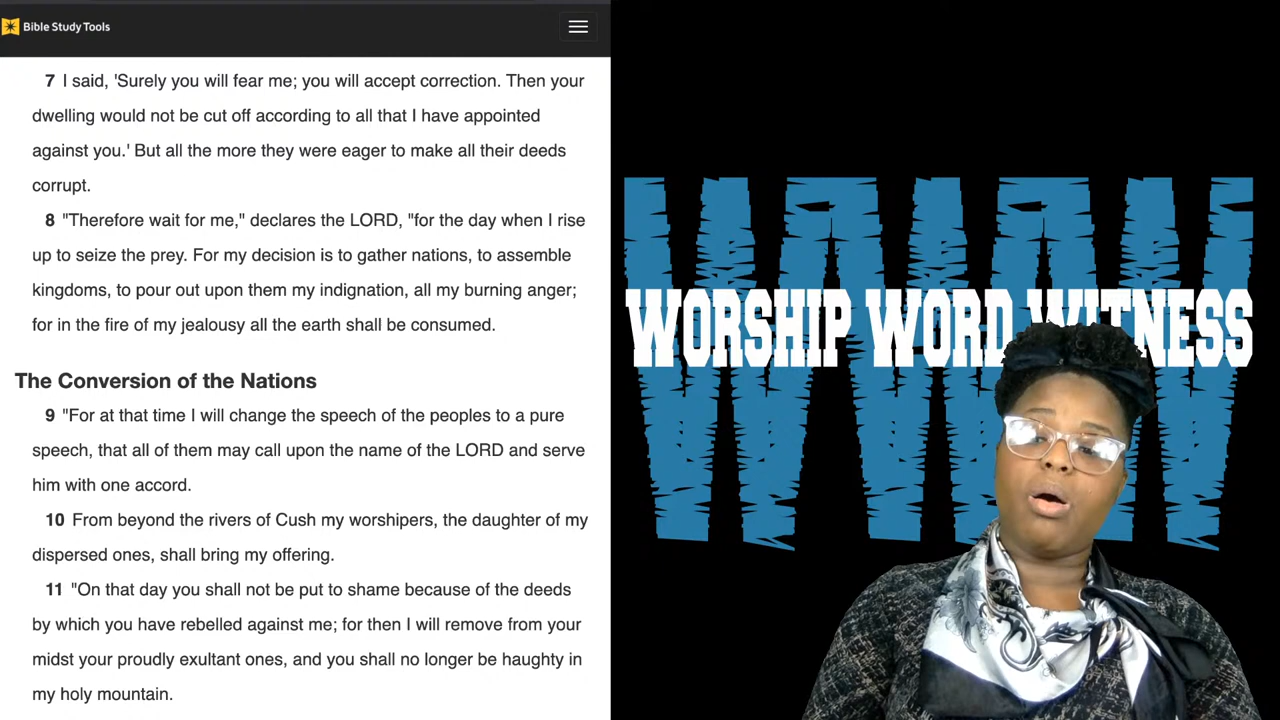 Bible Study Tools
7 I said, 'Surely you will fear me; you will accept correction. Then your
dwelling would not be cut off according to all that I have appointed
against you.' But all the more they were eager to make all their deeds
corrupt.
8 "Therefore wait for me," declares the LORD, "for the day when I rise
up to seize the prey. For my decision is to gather nations, to assemble
kingdoms, to pour out upon them my indignation, all my burning anger;
for in the fire of my jealousy all the earth shall be consumed.
The Conversion of the Nations
9 "For at that time I will change the speech of the peoples to a pure
speech, that all of them may call upon the name of the LORD and serve
him with one accord.
10 From beyond the rivers of Cush my worshipers, the daughter of my
dispersed ones, shall bring my offering.
11 "On that day you shall not be put to shame because of the deeds
by which you have rebelled against me; for then I will remove from your
midst your proudly exultant ones, and you shall no longer be haughty in
my holy mountain.
WWW
WORSHIP WORD WITNESS